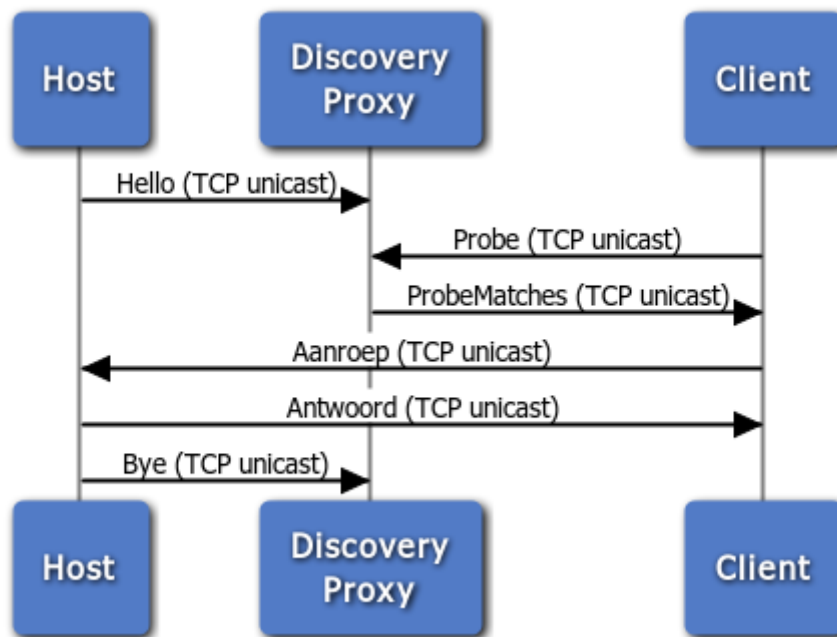 Host
Discovery
Proxy
Client
Hello (TCP unicast)
Probe (TCP unicast)
ProbeMatches (TCP unicast)
Aanroep (TCP unicast)
Antwoord (TCP unicast)
Bye (TCP unicast)
Host
Discovery
Proxy
Client